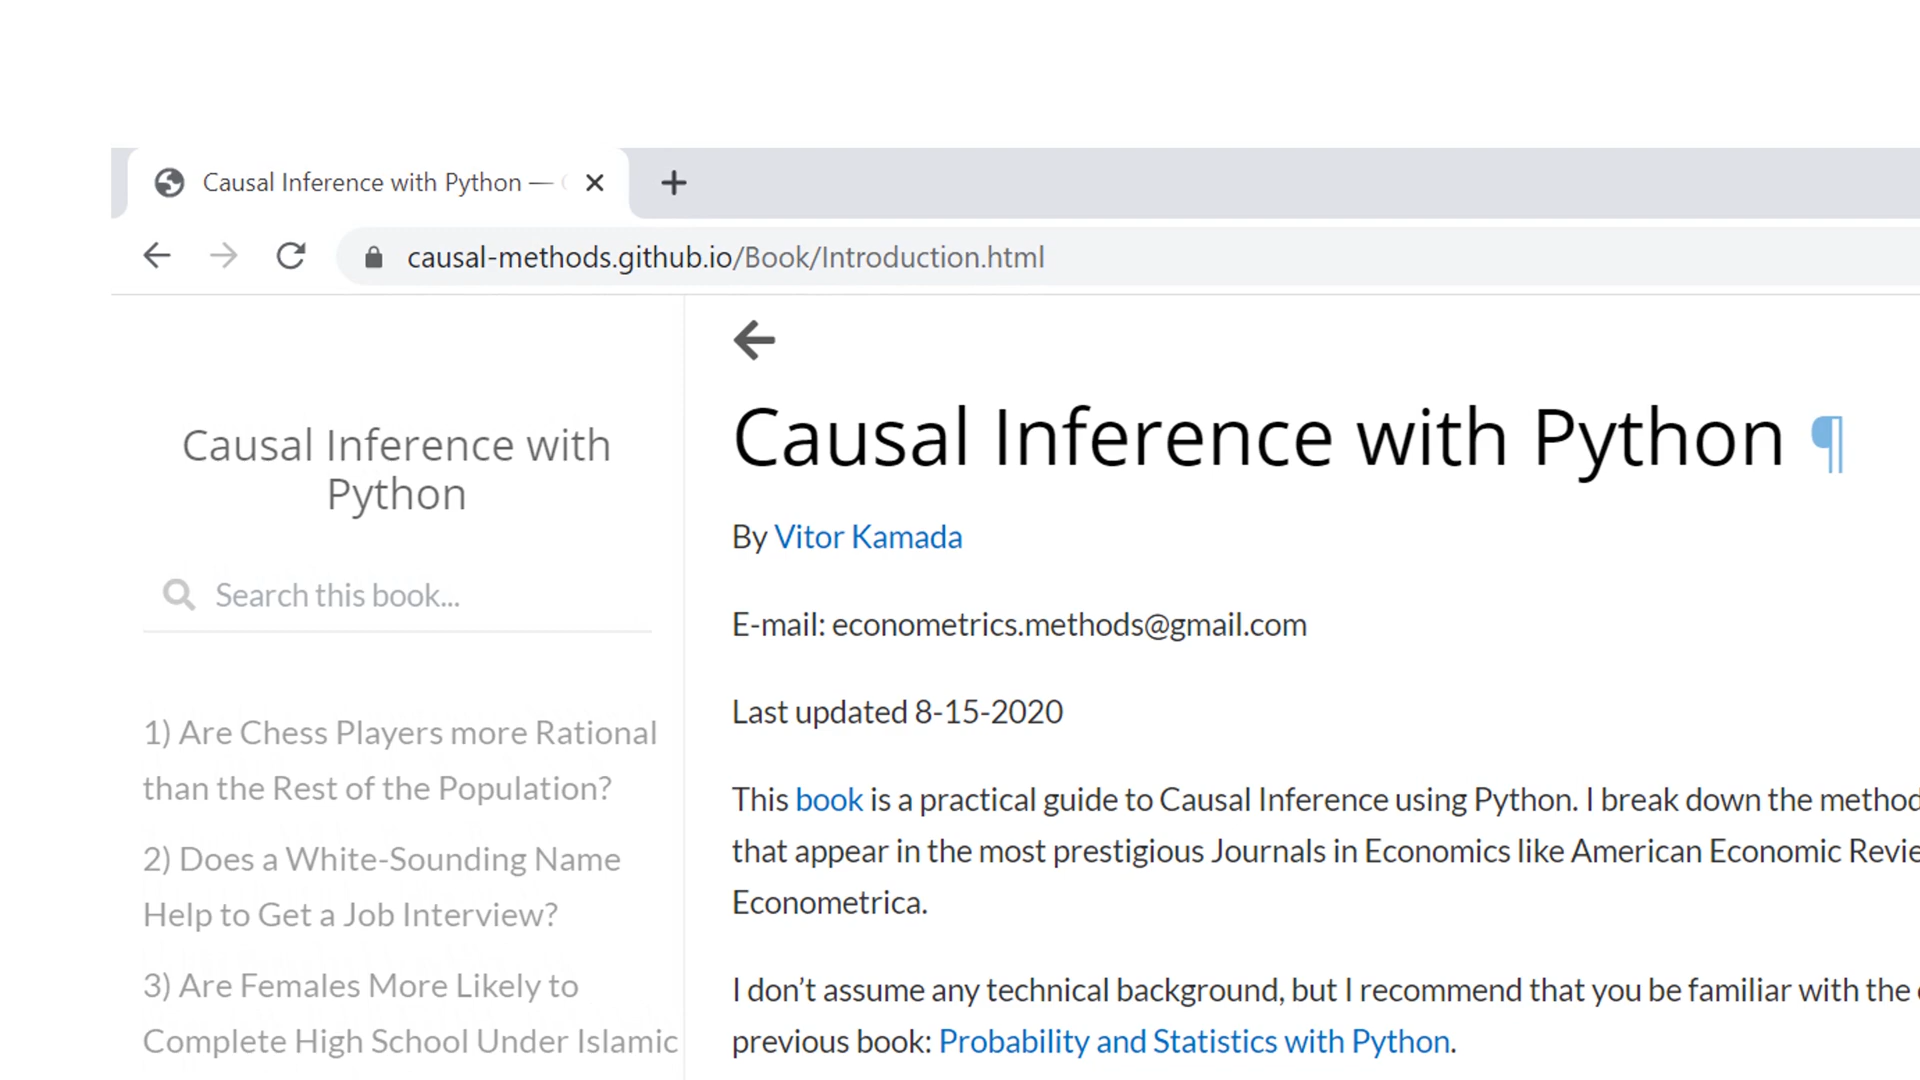 Causal Inference with Python —
causal-methods.github.io/Book/Introduction.html
Causal Inference with
Python
Search this book...
1) Are Chess Players more Rational
than the Rest of the Population?
2) Does a White-Sounding Name
Help to Get a Job Interview?
3) Are Females More Likely to
Complete High School Under Islamic
Causal Inference with Python ¶
By Vitor Kamada
E-mail: econometrics.methods@gmail.com
Last updated 8-15-2020
This book is a practical guide to Causal Inference using Python. I break down the
that appear in the most prestigious Journals in Economics like American Economic
Econometrica.
I don’t assume any technical background, but I recommend that you be familiar with the
previous book: Probability and Statistics with Python.